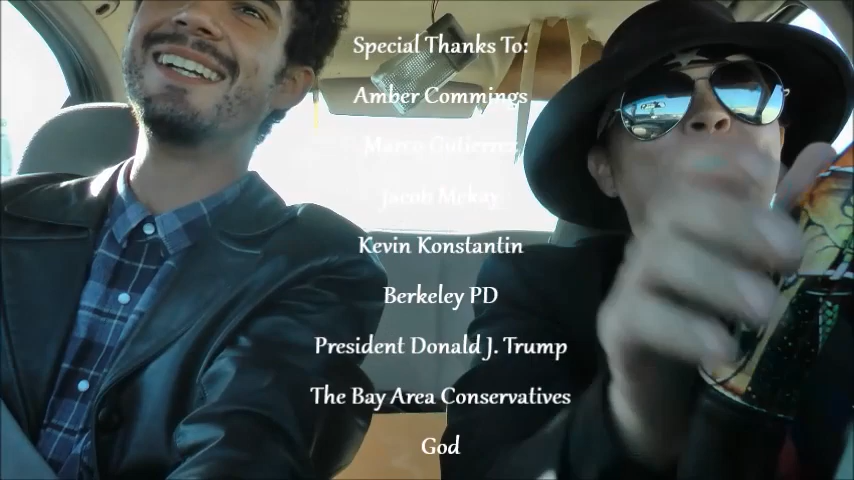 Special Thanks To:
Amber Commings
Marco Gutierrez
Jacob Mckay
Kevin Konstantin
Berkeley PD
President Donald J. Trump
The Bay Area Conservatives
God